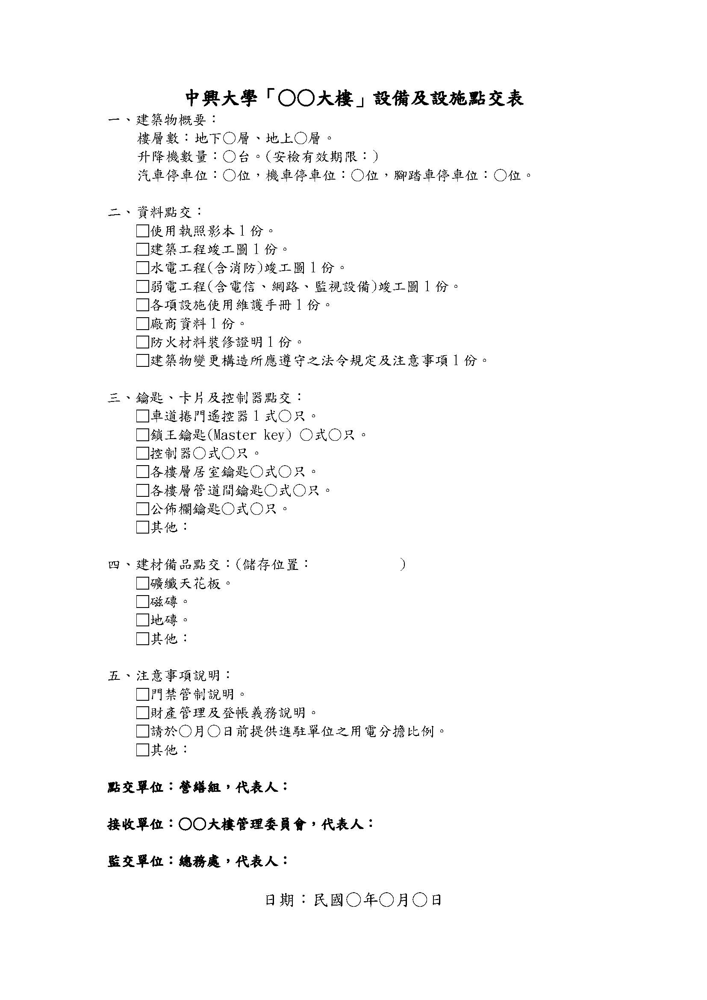 中興大學「○○大樓」設備及設施點交表
一、建築物概要：
樓層數：地下○層、地上○層。
升降機數量：○台。(安檢有效期限：)
汽車停車位：○位，機車停車位：○位，腳踏車停車位：○位。
二、資料點交：
□使用執照影本1份。
□建築工程竣工圖1份。
□水電工程(含消防)竣工圖1份。
□弱電工程(含電信、網路、監視設備)竣工圖1份。
□各項設施使用維護手冊1份。
□廠商資料1份。
□防火材料裝修證明1份。
□建築物變更構造所應遵守之法令規定及注意事項1份。
三、鑰匙、卡片及控制器點交：
□車道捲門遙控器1式○只。
□鎖王鑰匙(Master key) ○式○只。
□控制器○式○只。
□各樓層居室鑰匙○式○只。
□各樓層管道間鑰匙○式○只。
□公佈欄鑰匙○式○只。
□其他：
四、建材備品點交：(儲存位置：　　　　　　)
□礦纖天花板。
□磁磚。
□地磚。
□其他：
五、注意事項說明：
□門禁管制說明。
□財產管理及登帳義務說明。
□請於○月○日前提供進駐單位之用電分擔比例。
□其他：
點交單位：營繕組，代表人：
接收單位：○○大樓管理委員會，代表人：
監交單位：總務處，代表人：
日期：民國○年○月○日